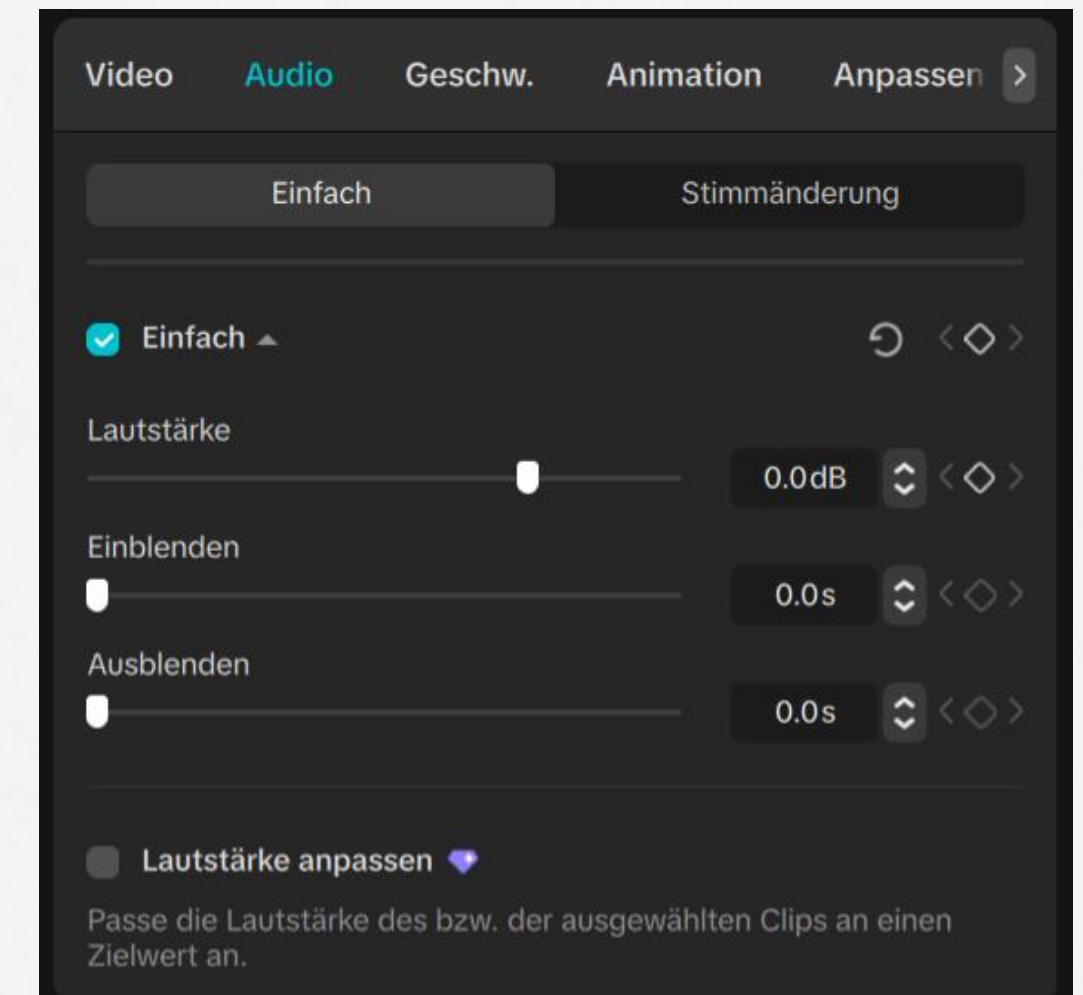 Video Audio Geschw. Animation Anpassen
Einfach Stimmänderung
Einfach
Lautstärke
0.0dB
Einblenden
0.0s
Ausblenden
0.0s
Lautstärke anpassen
Passe die Lautstärke des bzw. der ausgewählten Clips an einen
Zielwert an.